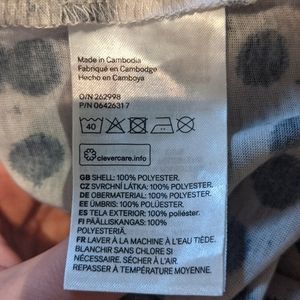 Made in Cambodia
Fabriqué en Cambodge
Hecho en Camboya
O/N 262998
P/N 06426317
40
clevercare.info
GB SHELL: 100% POLYESTER.
CZ SVRCHNÍ LÁTKA: 100% POLYESTER.
DE OBERMATERIAL: 100% POLYESTER.
EE ÜMBRIS: 100% POLÜESTER.
ES TELA EXTERIOR: 100% poliéster.
FI PÄÄLLISKANGAS: 100%
POLYESTERIÄ.
FR LAVER À LA MACHINE À L'EAU TIÈDE.
BLANCHIR SANS CHLORE SI
NÉCESSAIRE. SÉCHER À L'AIR.
REPASSER À TEMPÉRATURE MOYENNE.